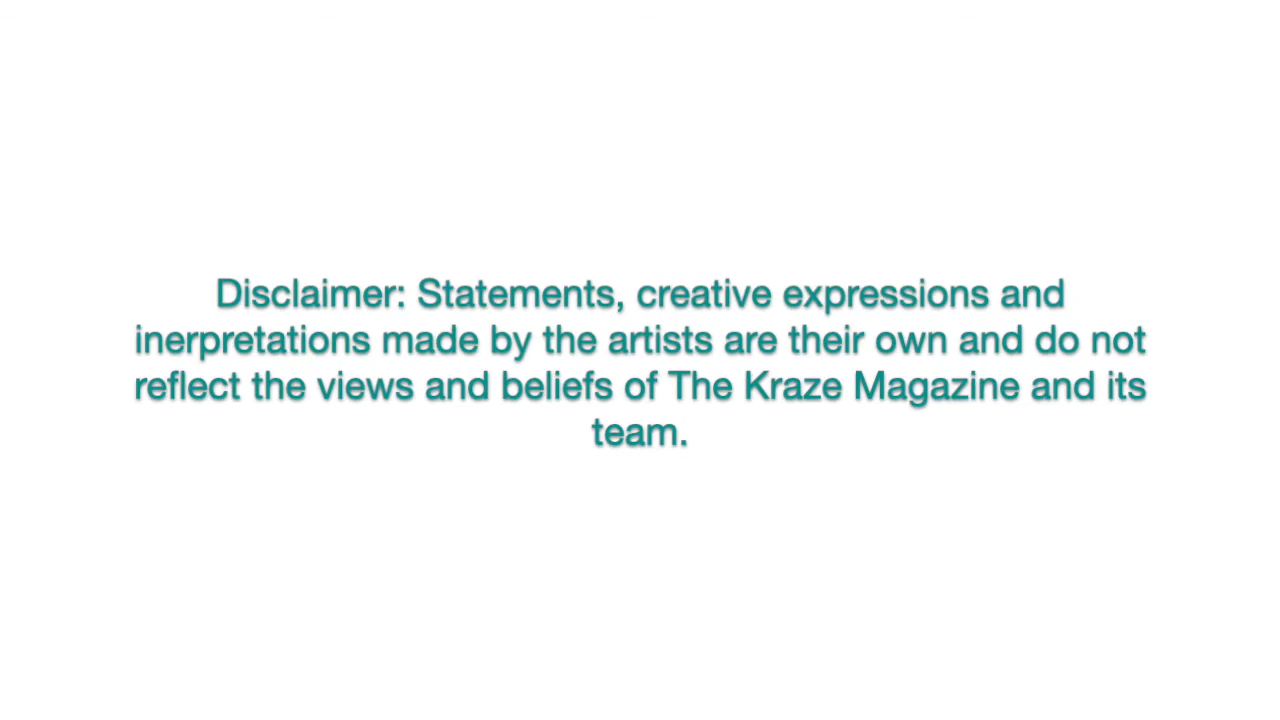 Disclaimer: Statements, creative expressions and
inerpretations made by the artists are their own and do not
reflect the views and beliefs of The Kraze Magazine and its
team.